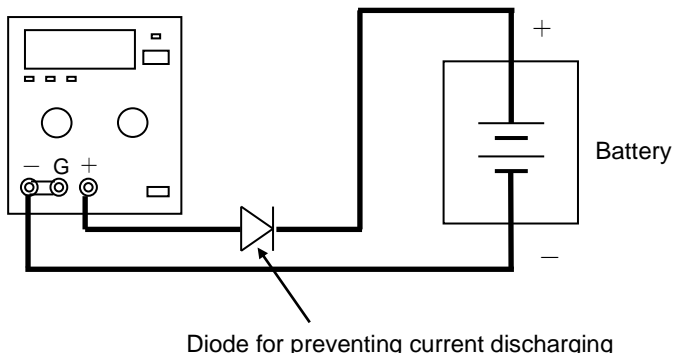 +
Battery
− G +
−
Diode for preventing current discharging